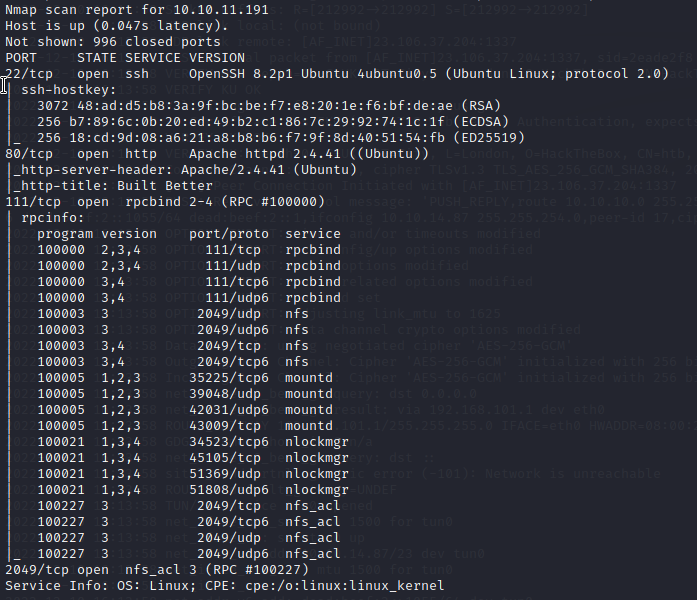 Nmap scan report for 10.10.11.191
Host is up (0.047s latency).
Not shown: 996 closed ports
PORT     STATE SERVICE VERSION
22/tcp   open  ssh     OpenSSH 8.2p1 Ubuntu 4ubuntu0.5 (Ubuntu Linux; protocol 2.0)
| ssh-hostkey:
|   3072 48:ad:d5:b8:3a:9f:bc:be:f7:e8:20:1e:f6:bf:de:ae (RSA)
|   256 b7:89:6c:0b:20:ed:49:b2:c1:86:7c:29:92:74:1c:1f (ECDSA)
|_  256 18:cd:9d:08:a6:21:a8:b8:b6:f7:9f:8d:40:51:54:fb (ED25519)
80/tcp   open  http    Apache httpd 2.4.41 ((Ubuntu))
|_http-server-header: Apache/2.4.41 (Ubuntu)
|_http-title: Built Better
111/tcp  open  rpcbind 2-4 (RPC #100000)
| rpcinfo:
|   program version    port/proto  service
|   100000  2,3,4        111/tcp   rpcbind
|   100000  2,3,4        111/udp   rpcbind
|   100000  3,4          111/tcp6  rpcbind
|   100000  3,4          111/udp6  rpcbind
|   100003  3           2049/udp   nfs
|   100003  3           2049/udp6  nfs
|   100003  3,4         2049/tcp   nfs
|   100003  3,4         2049/tcp6  nfs
|   100005  1,2,3      35225/tcp6  mountd
|   100005  1,2,3      39048/udp   mountd
|   100005  1,2,3      42031/udp6  mountd
|   100005  1,2,3      43009/tcp   mountd
|   100021  1,3,4      34523/tcp6  nlockmgr
|   100021  1,3,4      45105/tcp   nlockmgr
|   100021  1,3,4      51369/udp   nlockmgr
|   100021  1,3,4      51808/udp6  nlockmgr
|   100227  3           2049/tcp   nfs_acl
|   100227  3           2049/tcp6  nfs_acl
|   100227  3           2049/udp   nfs_acl
|_  100227  3           2049/udp6  nfs_acl
2049/tcp open  nfs_acl 3 (RPC #100227)
Service Info: OS: Linux; CPE: cpe:/o:linux:linux_kernel